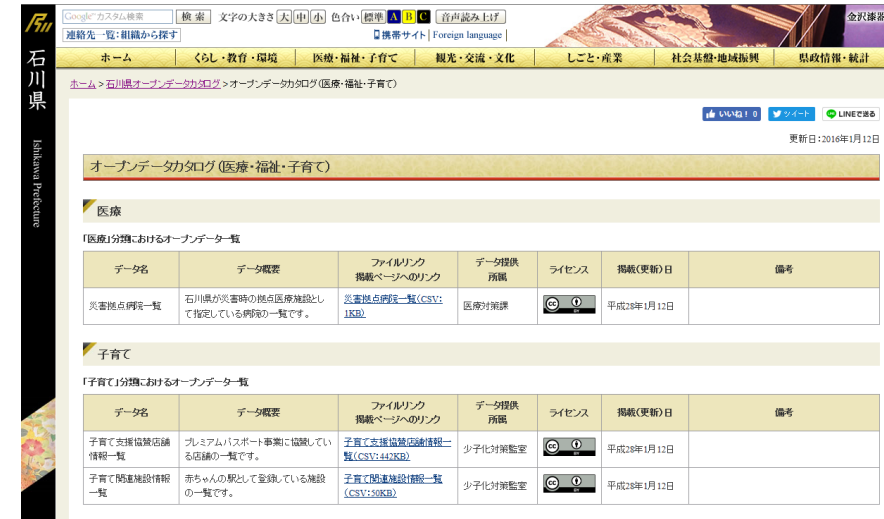 Google™カスタム検索 検索 文字の大きさ 大 中 小 色合い 標準 A B C 音声読み上げ
金沢漆器
連絡先一覧:組織から探す 携帯サイト | Foreign language |
石川県
Ishikawa Prefecture
ホーム くらし・教育・環境 医療・福祉・子育て 観光・交流・文化 しごと・産業 社会基盤・地域振興 県政情報・統計
ホーム > 石川県オープンデータカタログ > オープンデータカタログ(医療・福祉・子育て)
いいね! 0 ツイート LINEで送る
更新日:2016年1月12日
オープンデータカタログ(医療・福祉・子育て)
医療
「医療」分類におけるオープンデータ一覧
データ名 データ概要 ファイルリンク 掲載ページへのリンク データ提供所属 ライセンス 掲載(更新)日 備考
災害拠点病院一覧 石川県が災害時の拠点医療施設として指定している病院の一覧です。 災害拠点病院一覧(CSV:1KB) 医療対策課 cc BY 平成28年1月12日
子育て
「子育て」分類におけるオープンデータ一覧
データ名 データ概要 ファイルリンク 掲載ページへのリンク データ提供所属 ライセンス 掲載(更新)日 備考
子育て支援協賛店舗情報一覧 プレミアムパスポート事業に協賛している店舗の一覧です。 子育て支援協賛店舗情報一覧(CSV:442KB) 少子化対策監室 cc BY 平成28年1月12日
子育て関連施設情報一覧 赤ちゃんの駅として登録している施設の一覧です。 子育て関連施設情報一覧(CSV:50KB) 少子化対策監室 cc BY 平成28年1月12日